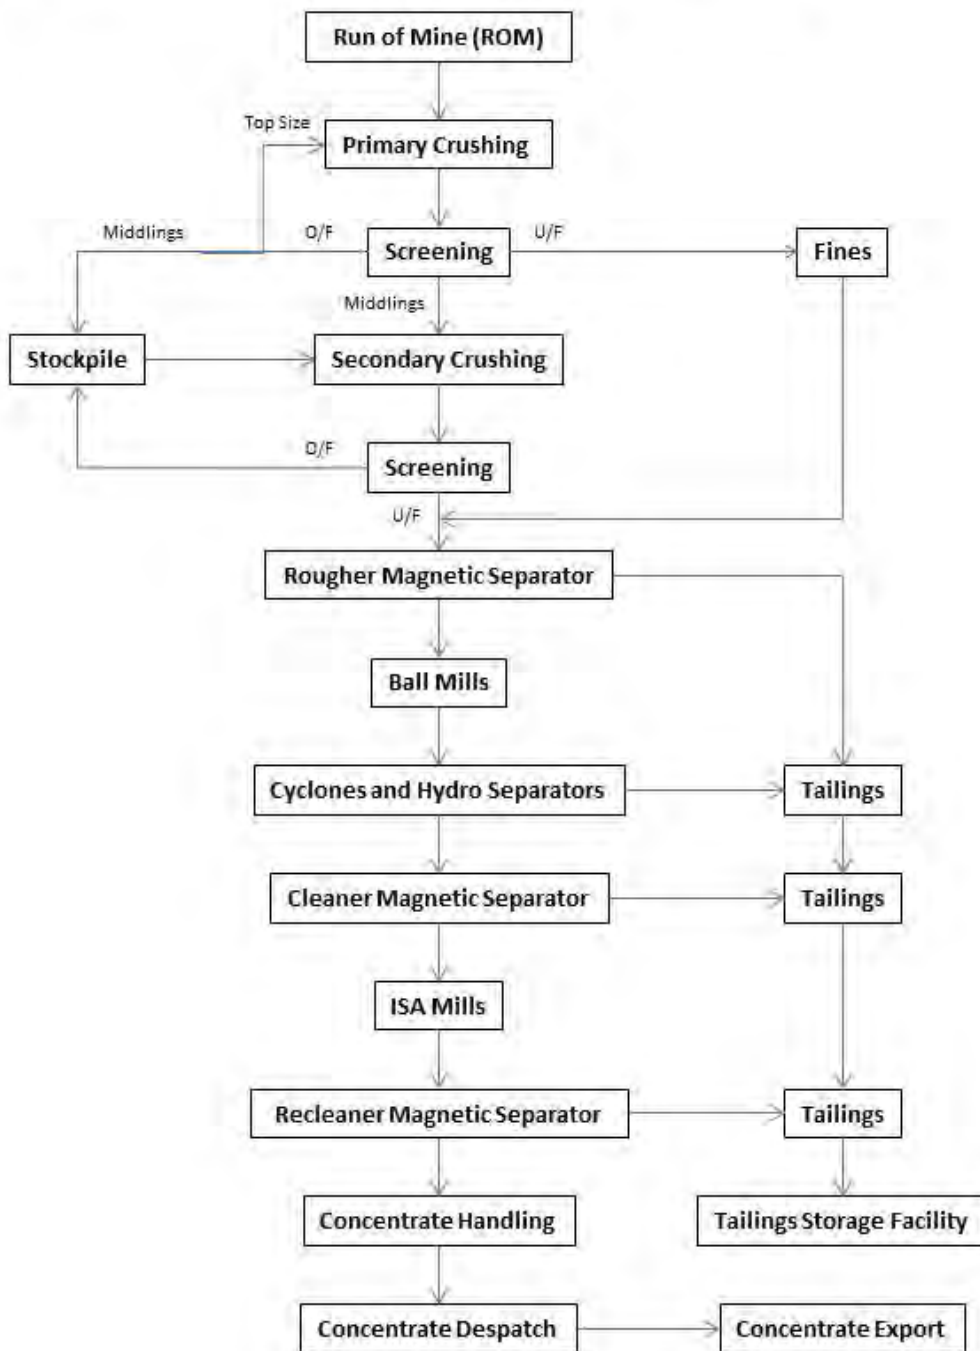 Run of Mine (ROM)
Top Size
Primary Crushing
Middlings
O/F
Screening
U/F
Fines
Middlings
Stockpile
Secondary Crushing
O/F
Screening
U/F
Rougher Magnetic Separator
Ball Mills
Cyclones and Hydro Separators
Tailings
Cleaner Magnetic Separator
Tailings
ISA Mills
Recleaner Magnetic Separator
Tailings
Concentrate Handling
Tailings Storage Facility
Concentrate Despatch
Concentrate Export